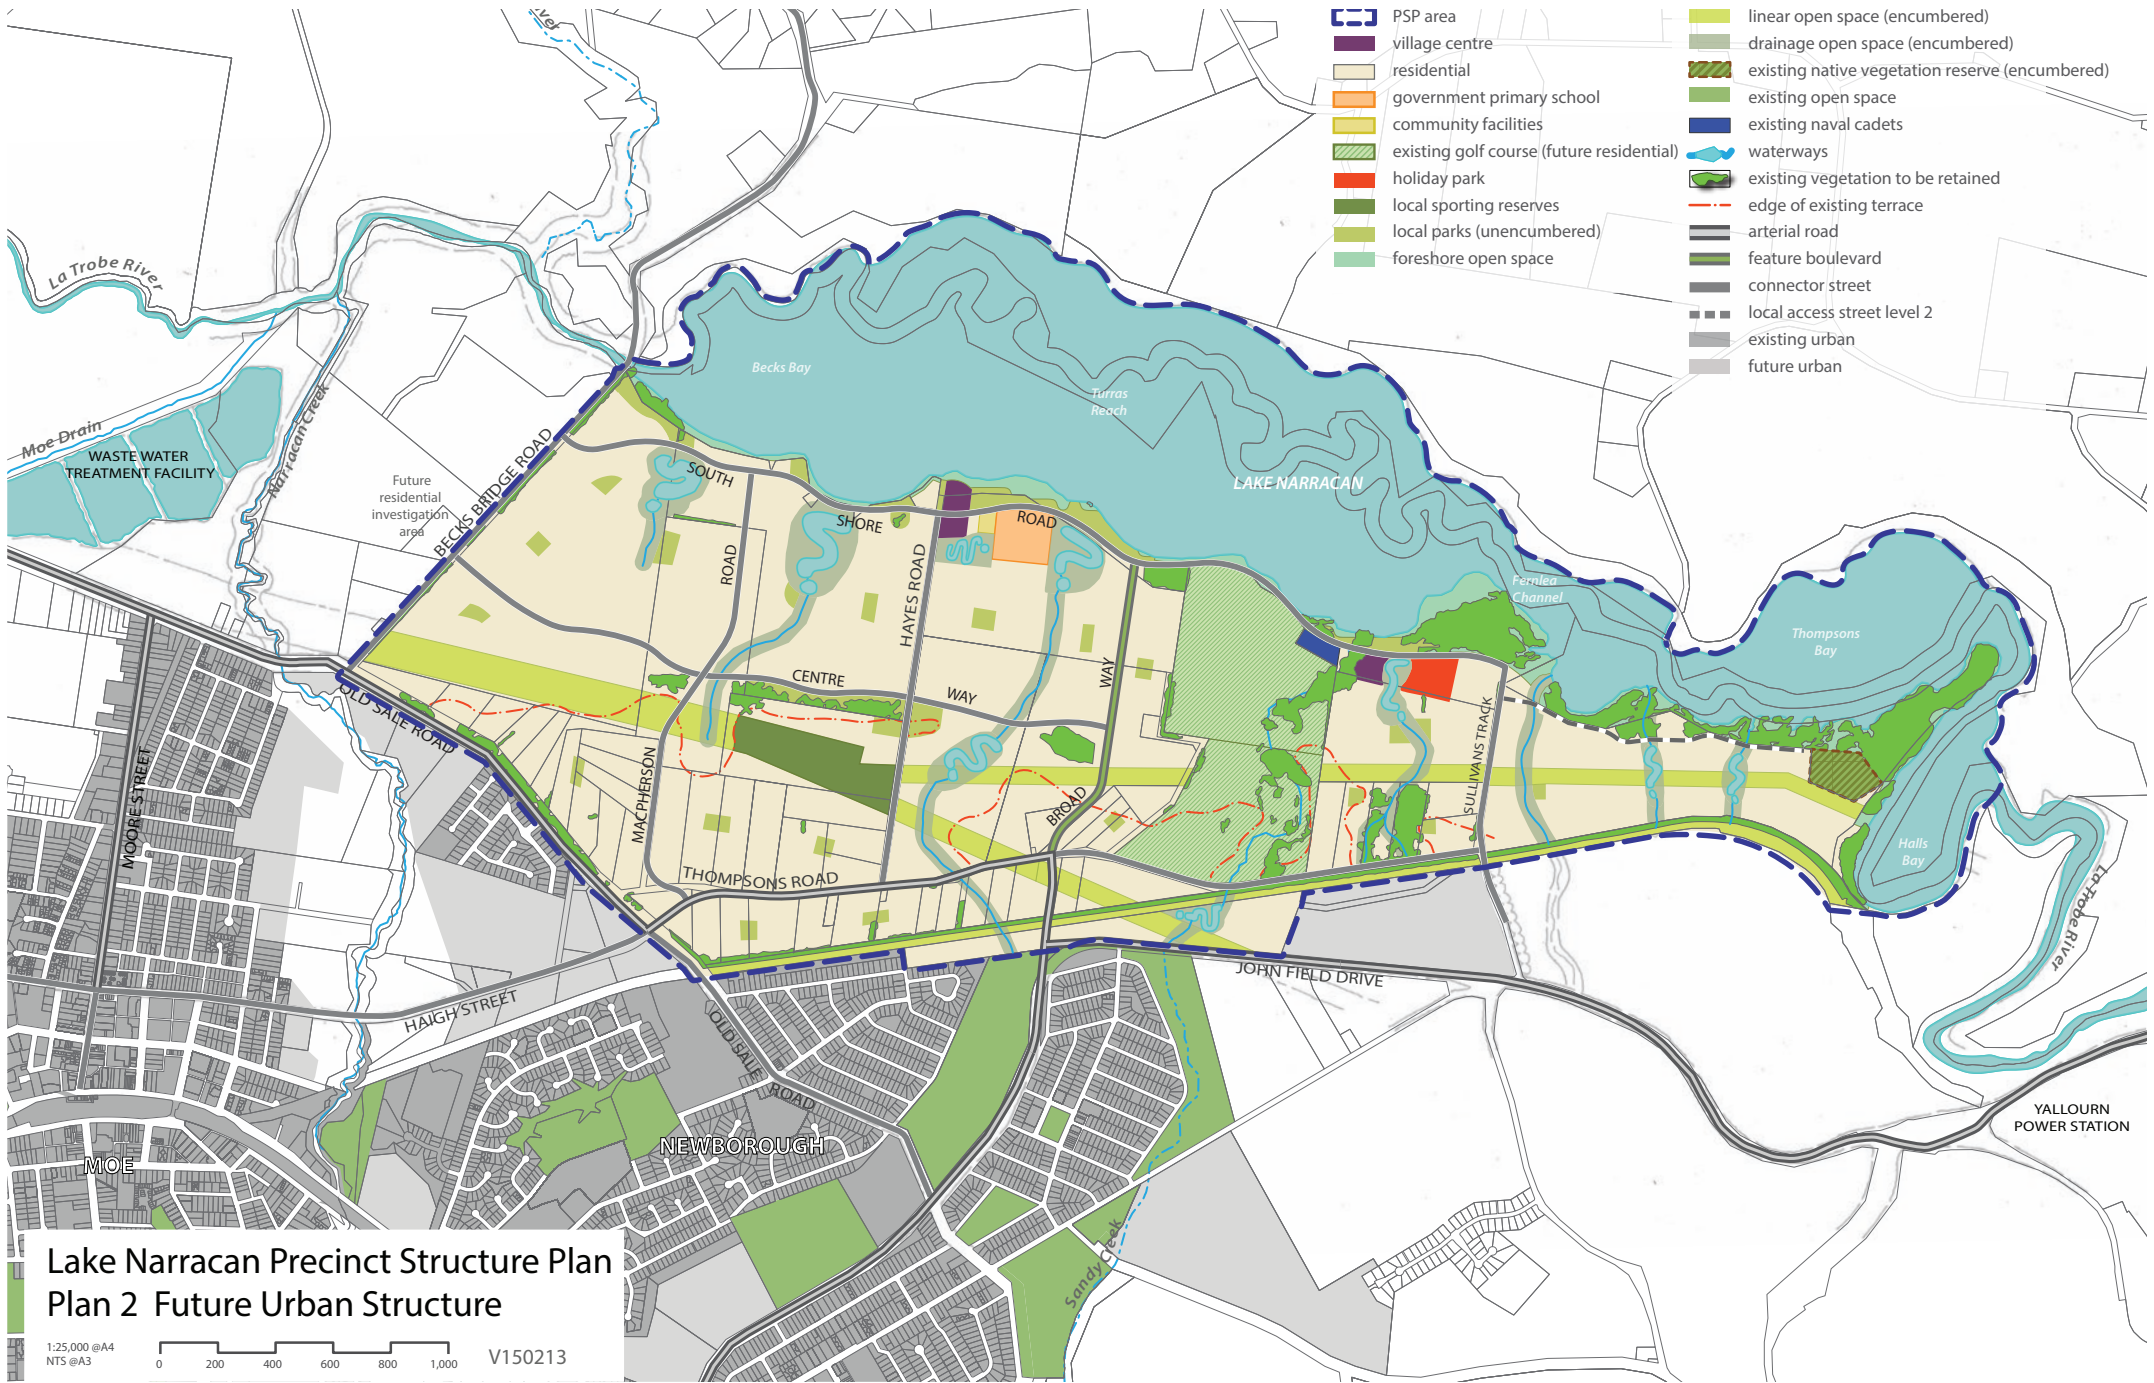 PSP area
village centre
residential
government primary school
community facilities
existing golf course (future residential)
holiday park
local sporting reserves
local parks (unencumbered)
foreshore open space
linear open space (encumbered)
drainage open space (encumbered)
existing native vegetation reserve (encumbered)
existing open space
existing naval cadets
waterways
existing vegetation to be retained
edge of existing terrace
arterial road
feature boulevard
connector street
local access street level 2
existing urban
future urban
River
La Trobe River
Moe Drain
Narracan Creek
WASTE WATER
TREATMENT FACILITY
Future
residential
investigation
area
BECKS BRIDGE ROAD
Becks Bay
Turras
Reach
LAKE NARRACAN
Fernlea
Channel
Thompsons
Bay
Halls
Bay
La Trobe River
SOUTH
SHORE
ROAD
ROAD
HAYES ROAD
CENTRE
WAY
WAY
BROAD
MACPHERSON
SULLIVANS TRACK
OLD SALE ROAD
MOORE STREET
THOMPSONS ROAD
HAIGH STREET
JOHN FIELD DRIVE
OLD SALE
ROAD
NEWBOROUGH
MOE
Sandy Creek
YALLOURN
POWER STATION
Lake Narracan Precinct Structure Plan
Plan 2 Future Urban Structure
1:25,000 @A4
NTS @A3
0 200 400 600 800 1,000
V150213